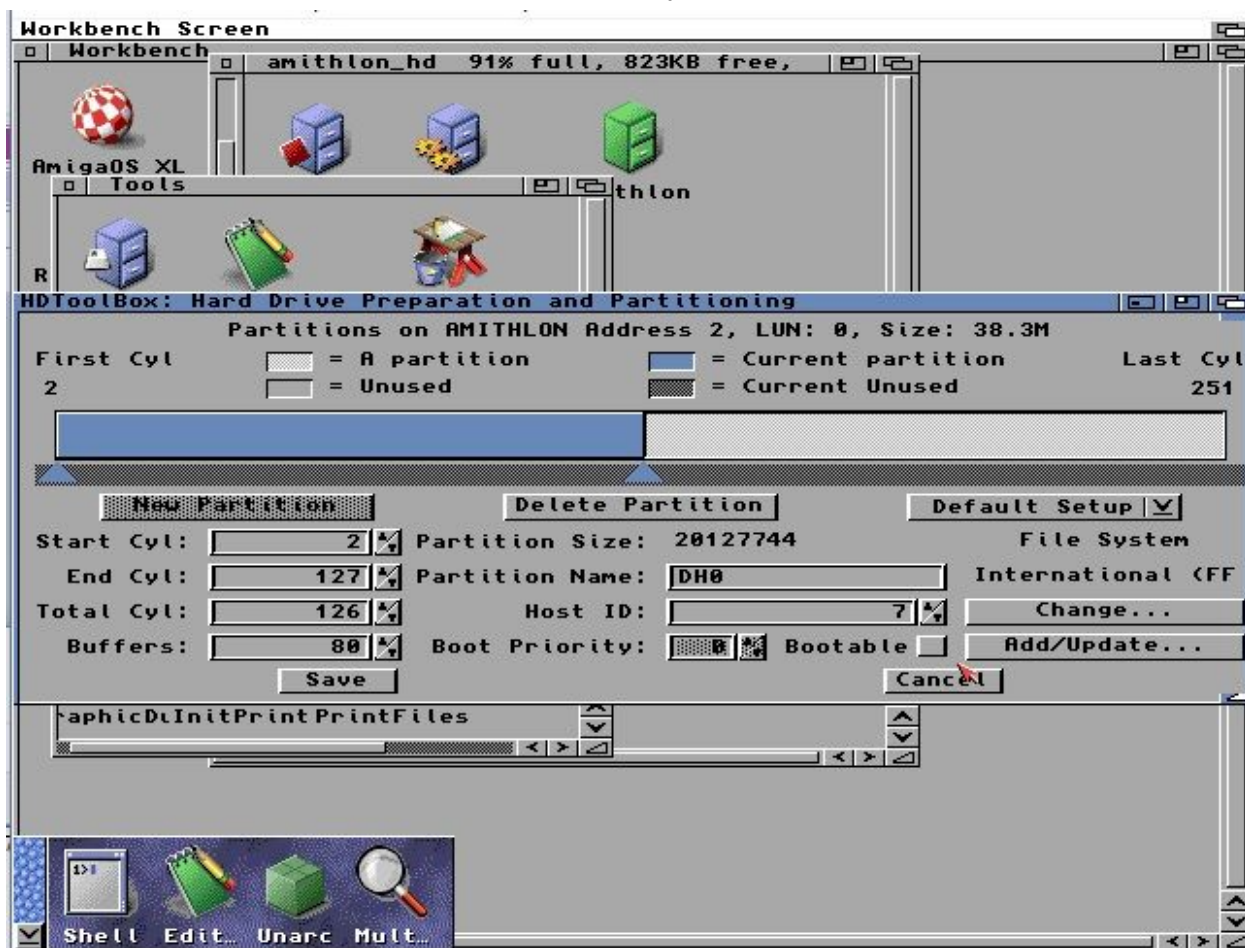 Workbench Screen
Workbench
amithlon_hd 91% full, 823KB free,
AmigaOS XL
Tools
thlon
R
HDToolBox: Hard Drive Preparation and Partitioning
Partitions on AMITHLON Address 2, LUN: 0, Size: 38.3M
First Cyl = A partition = Current partition Last Cyl
2 = Unused = Current Unused 251
New Partition Delete Partition Default Setup
Start Cyl: 2 Partition Size: 20127744 File System
End Cyl: 127 Partition Name: DH0 International (FF
Total Cyl: 126 Host ID: 7 Change...
Buffers: 80 Boot Priority: 0 Bootable Add/Update...
Save Cancel
InitPrint PrintFiles
1>
Shell Edit… Unarc Mult…